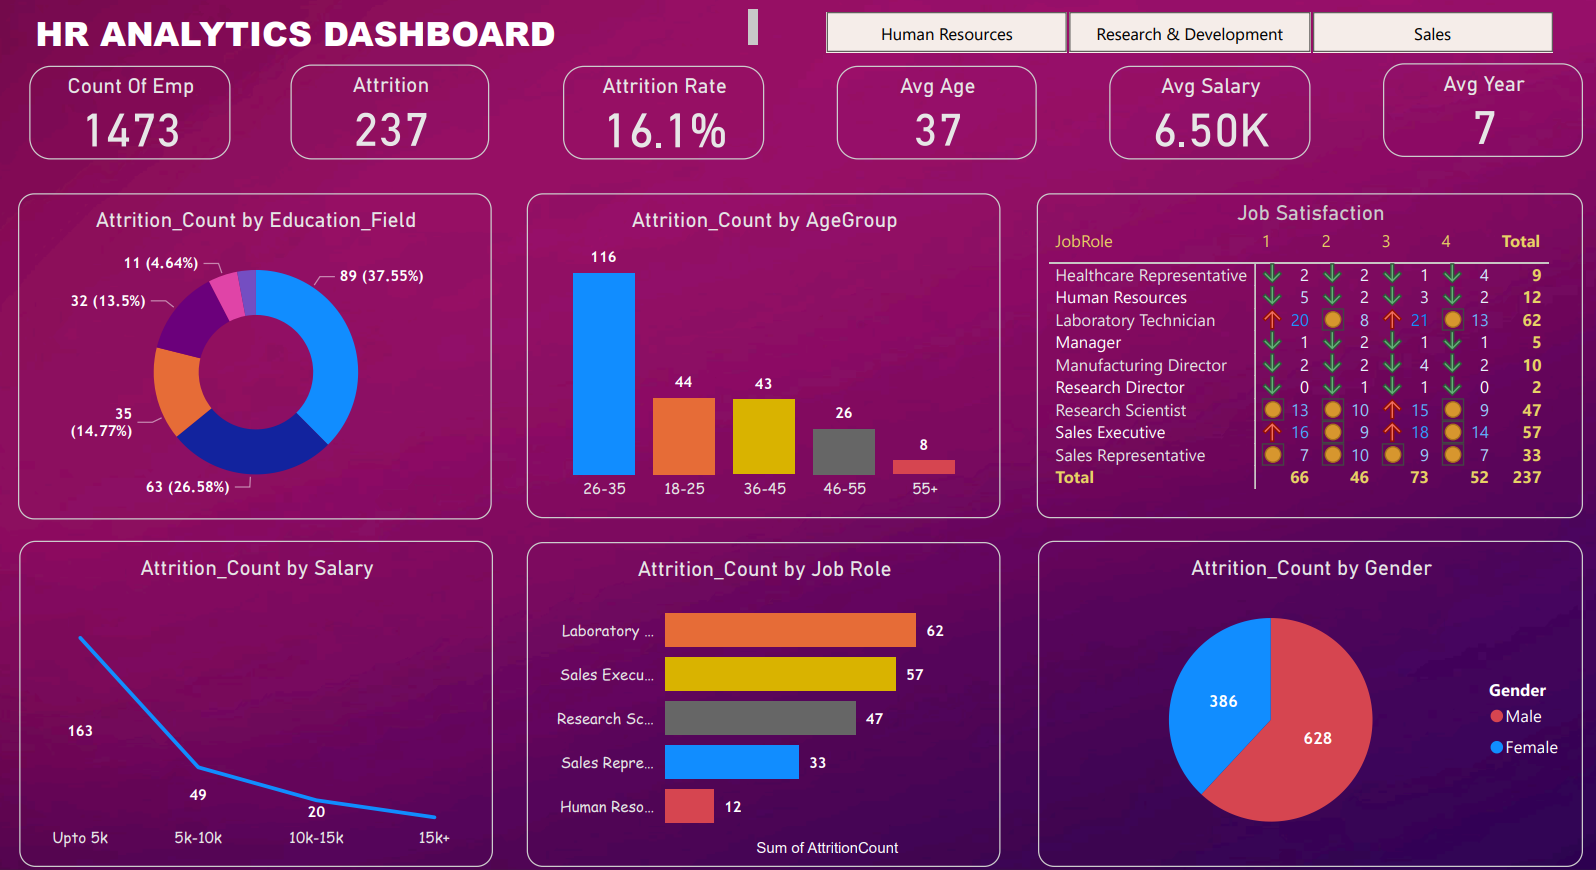 HR ANALYTICS DASHBOARD
Human Resources
Research & Development
Sales
Count Of Emp
1473
Attrition
237
Attrition Rate
16.1%
Avg Age
37
Avg Salary
6.50K
Avg Year
7
Attrition_Count by Education_Field
11 (4.64%)
89 (37.55%)
32 (13.5%)
35
(14.77%)
63 (26.58%)
Attrition_Count by AgeGroup
116
44
43
26
8
26-35 18-25 36-45 46-55 55+
Job Satisfaction
JobRole 1 2 3 4 Total
Healthcare Representative 2 2 1 4 9
Human Resources 5 2 3 2 12
Laboratory Technician 20 8 21 13 62
Manager 1 2 1 1 5
Manufacturing Director 2 2 4 2 10
Research Director 0 1 1 0 2
Research Scientist 13 10 15 9 47
Sales Executive 16 9 18 14 57
Sales Representative 7 10 9 7 33
Total 66 46 73 52 237
Attrition_Count by Salary
163
49
20
Upto 5k 5k-10k 10k-15k 15k+
Attrition_Count by Job Role
Laboratory ... 62
Sales Execu... 57
Research Sc... 47
Sales Repre... 33
Human Reso... 12
Sum of AttritionCount
Attrition_Count by Gender
386
628
Gender
Male
Female